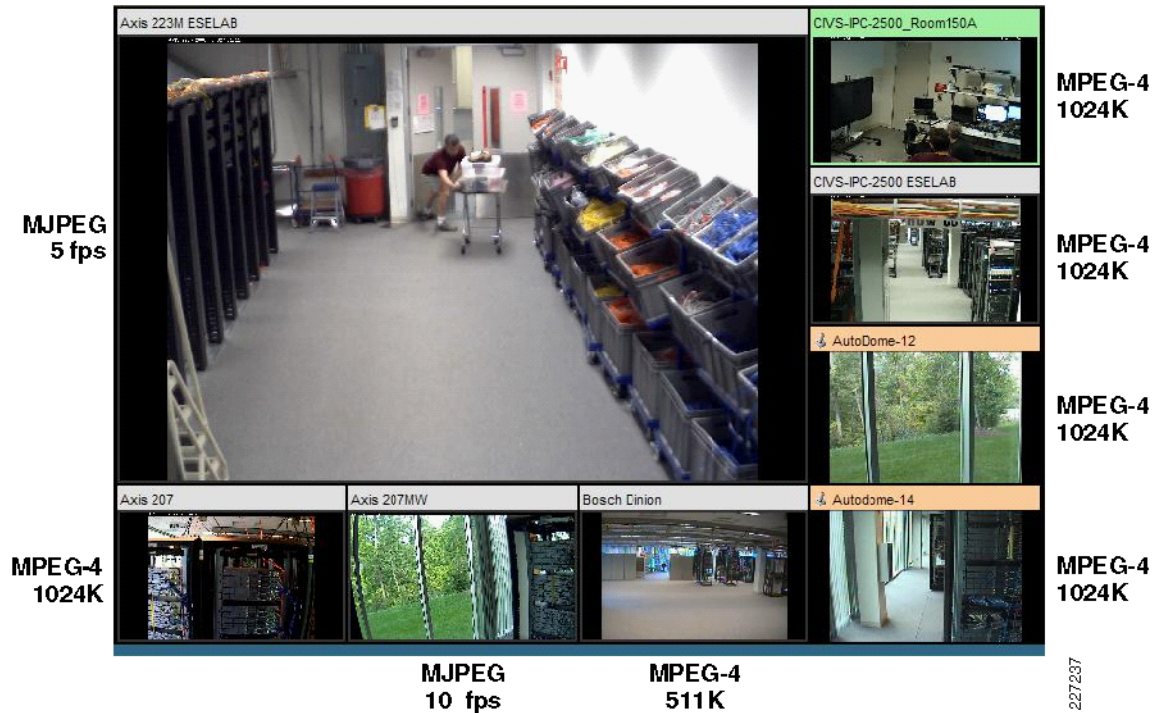 Axis 223M ESELAB
CIVS-IPC-2500_Room150A
MPEG-4
1024K
CIVS-IPC-2500 ESELAB
MJPEG
5 fps
MPEG-4
1024K
AutoDome-12
MPEG-4
1024K
Axis 207
Axis 207MW
Bosch Dinion
Autodome-14
MPEG-4
1024K
MPEG-4
1024K
MJPEG
10 fps
MPEG-4
511K
227237